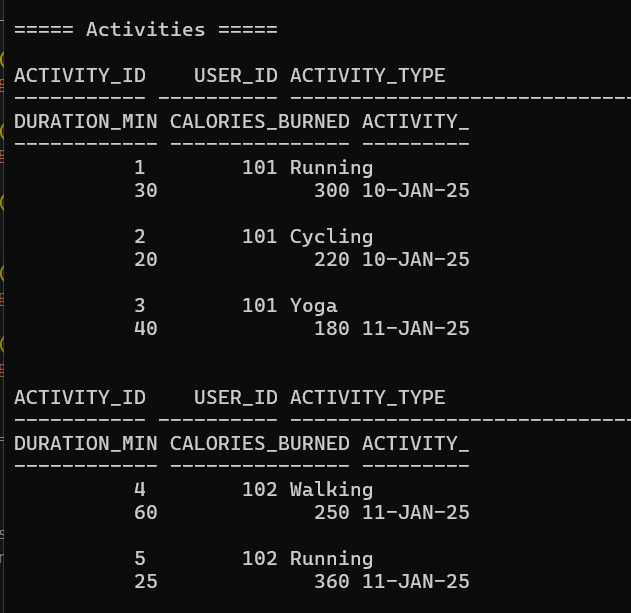 ===== Activities =====
ACTIVITY_ID    USER_ID ACTIVITY_TYPE
----------- ---------- -----------------------------
DURATION_MIN CALORIES_BURNED ACTIVITY_
------------ --------------- ---------
          1        101 Running
          30             300 10-JAN-25
          2        101 Cycling
          20             220 10-JAN-25
          3        101 Yoga
          40             180 11-JAN-25
ACTIVITY_ID    USER_ID ACTIVITY_TYPE
----------- ---------- -----------------------------
DURATION_MIN CALORIES_BURNED ACTIVITY_
------------ --------------- ---------
          4        102 Walking
          60             250 11-JAN-25
          5        102 Running
          25             360 11-JAN-25